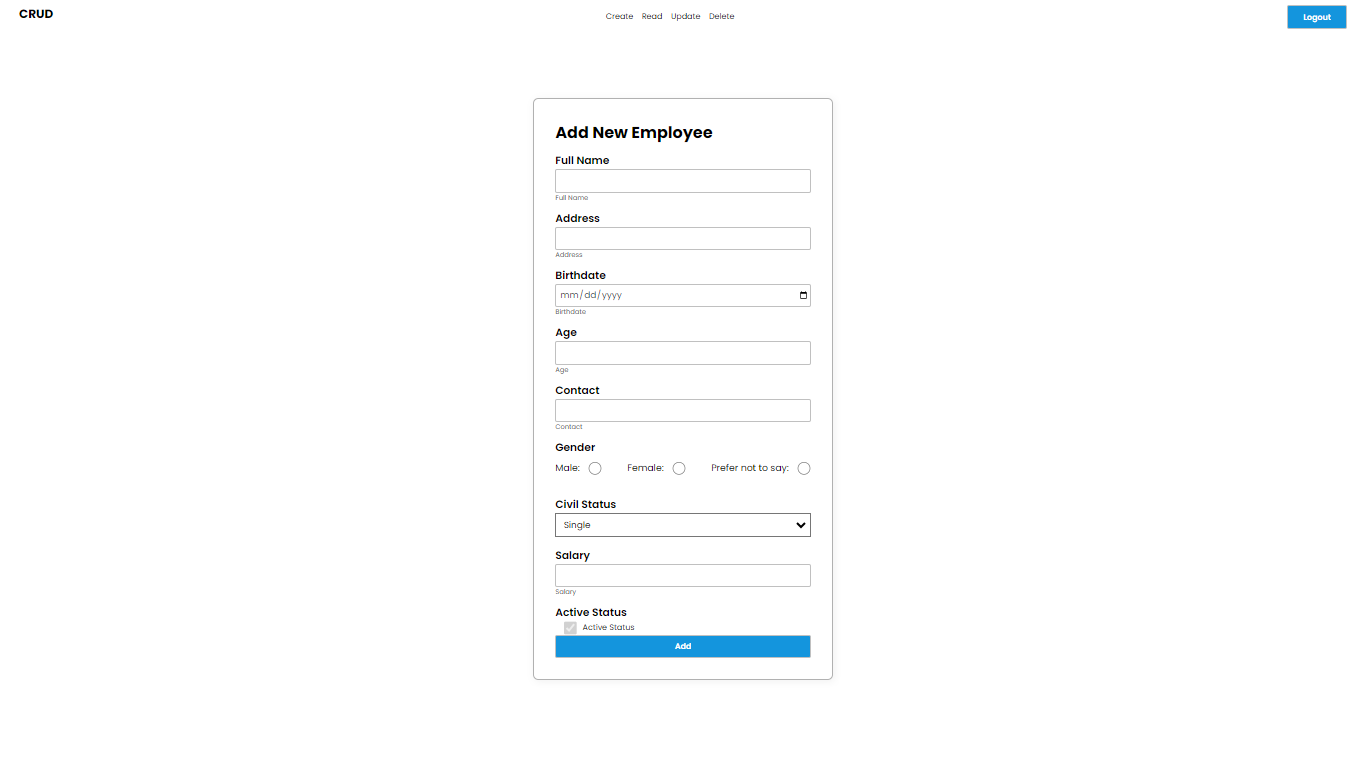 CRUD
Create Read Update Delete
Logout
Add New Employee
Full Name
Full Name
Address
Address
Birthdate
mm/dd/yyyy
Birthdate
Age
Age
Contact
Contact
Gender
Male: Female: Prefer not to say:
Civil Status
Single
Salary
Salary
Active Status
Active Status
Add